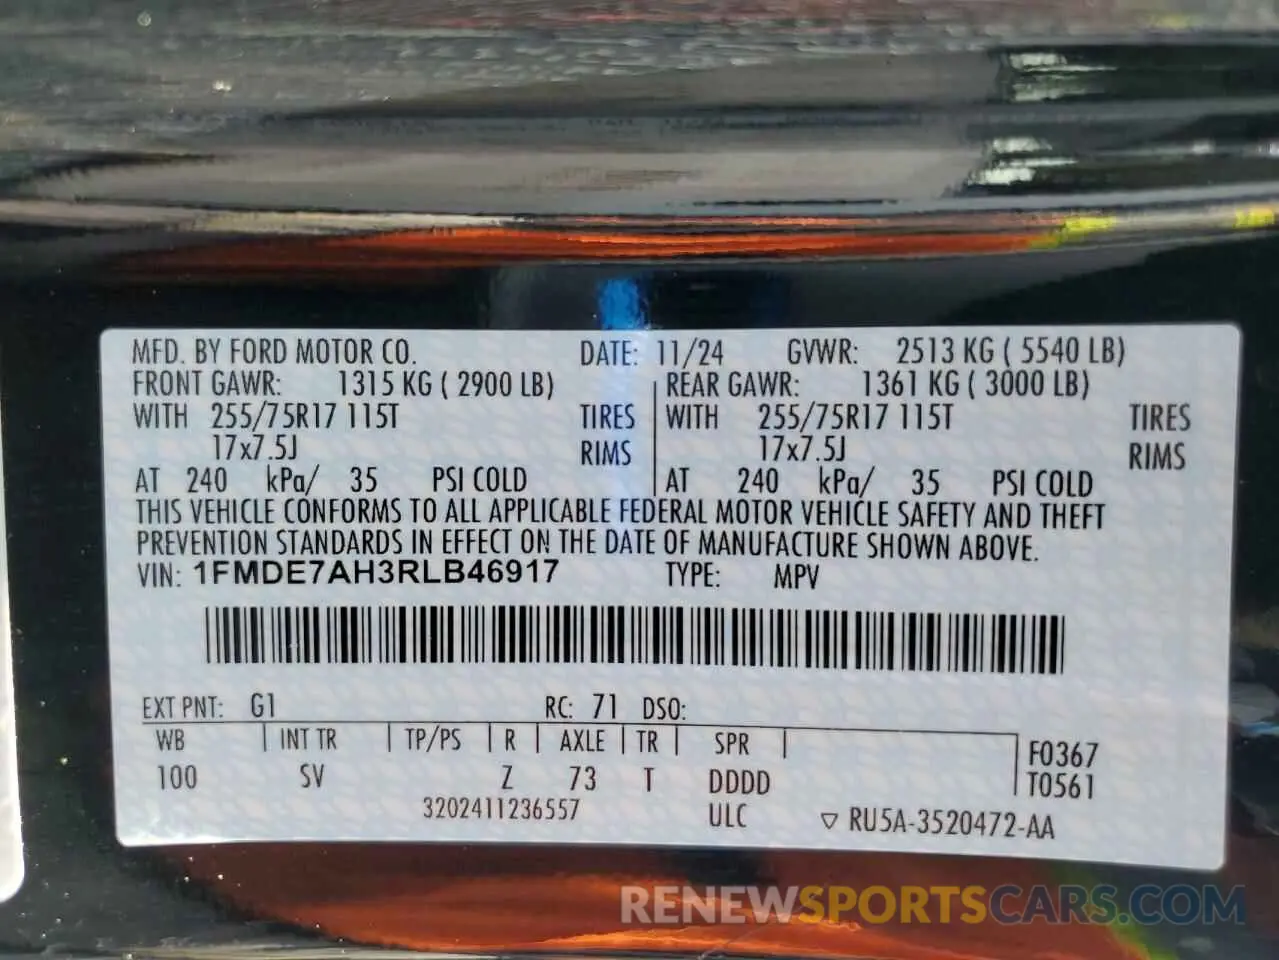 MFD. BY FORD MOTOR CO. DATE: 11/24 GVWR: 2513 KG ( 5540 LB)
FRONT GAWR: 1315 KG ( 2900 LB) REAR GAWR: 1361 KG ( 3000 LB)
WITH 255/75R17 115T TIRES WITH 255/75R17 115T TIRES
17x7.5J RIMS 17x7.5J RIMS
AT 240 kPa/ 35 PSI COLD AT 240 kPa/ 35 PSI COLD
THIS VEHICLE CONFORMS TO ALL APPLICABLE FEDERAL MOTOR VEHICLE SAFETY AND THEFT
PREVENTION STANDARDS IN EFFECT ON THE DATE OF MANUFACTURE SHOWN ABOVE.
VIN: 1FMDE7AH3RLB46917 TYPE: MPV
EXT PNT: G1 RC: 71 DSO:
WB INT TR TP/PS R AXLE TR SPR F0367
100 SV Z 73 T DDDD T0561
3202411236557 ULC ▽ RU5A-3520472-AA
RENEWSPORTSCARS.COM